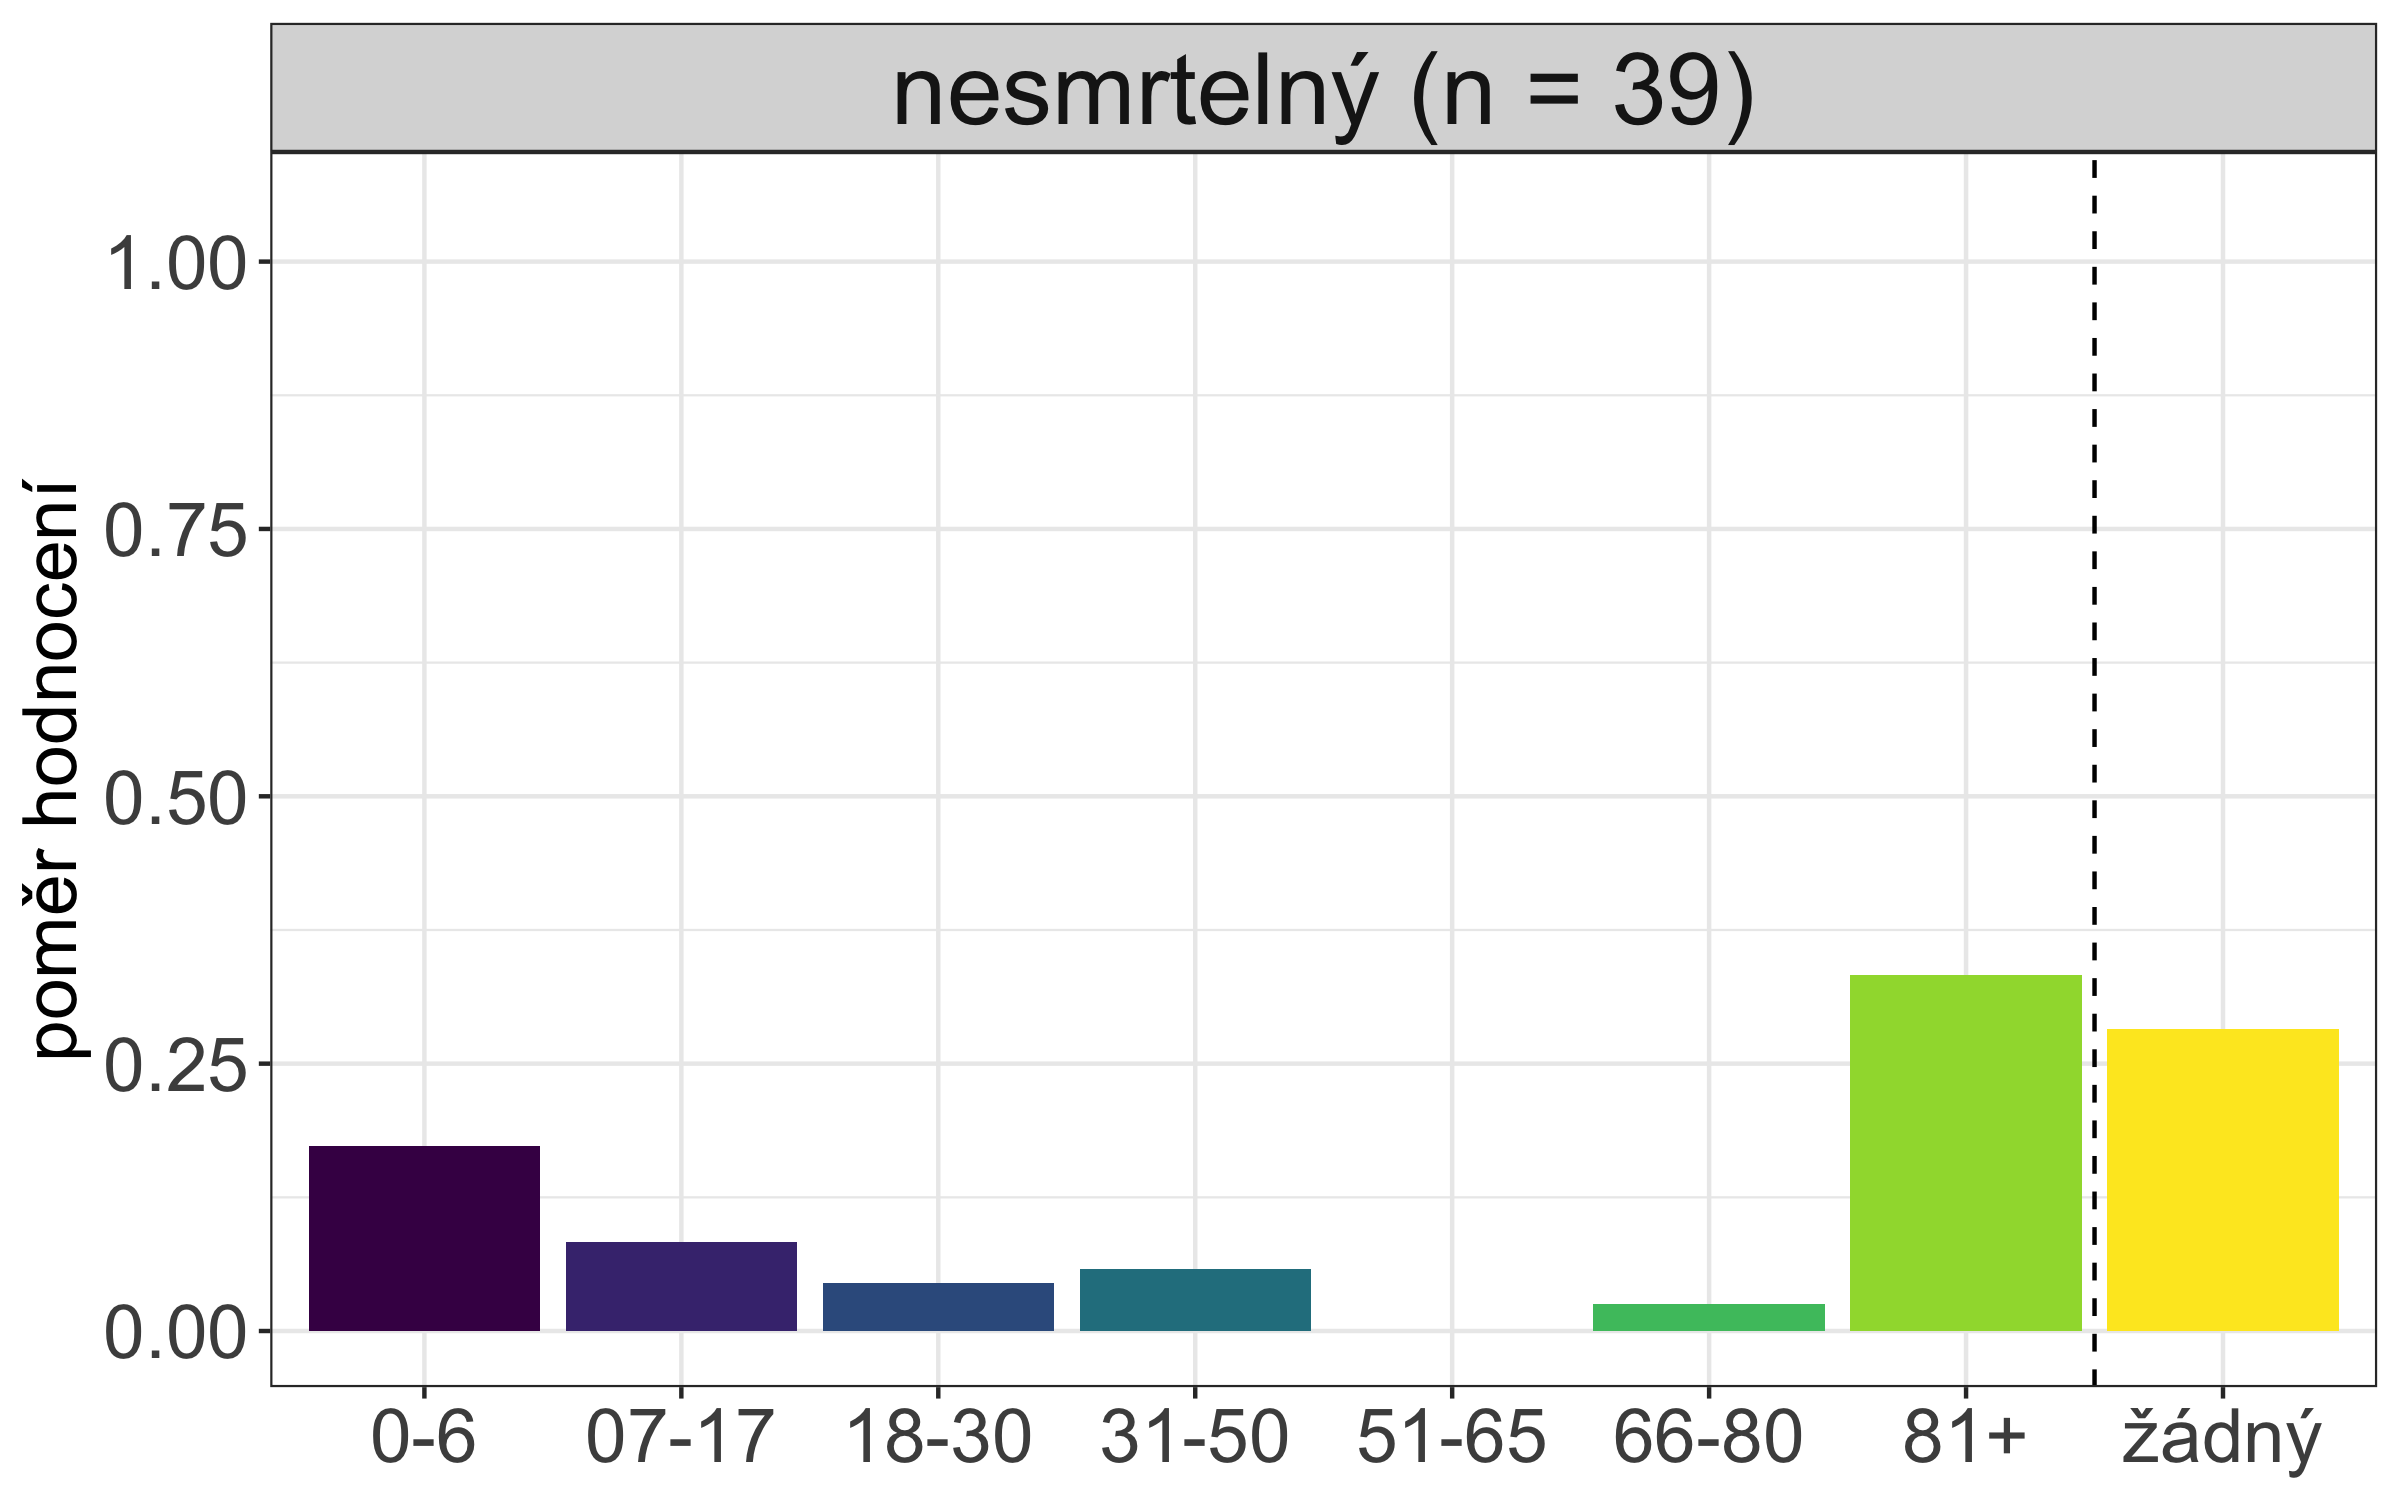 nesmrtelný (n = 39)
poměr hodnocení
1.00
0.75
0.50
0.25
0.00
0-6 07-17 18-30 31-50 51-65 66-80 81+ žádný